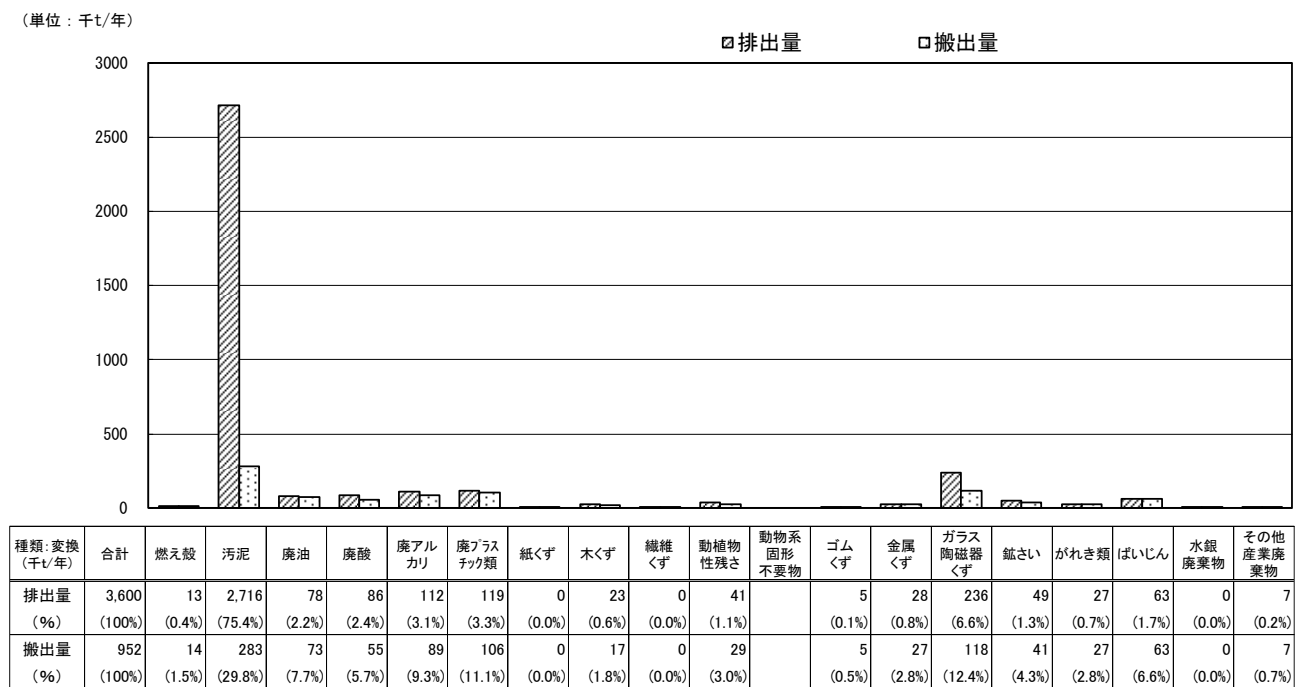 （単位：千t/年）
排出量 搬出量
3000
2500
2000
1500
1000
500
0
種類：変換（千t/年） 合計 燃え殻 汚泥 廃油 廃酸 廃アルカリ 廃プラスチック類 紙くず 木くず 繊維くず 動植物性残さ 動物系固形不要物 ゴムくず 金属くず ガラス陶磁器くず 鉱さい がれき類 ばいじん 水銀廃棄物 その他産業廃棄物
排出量 3,600 13 2,716 78 86 112 119 0 23 0 41 5 28 236 49 27 63 0 7
（％） (100%) (0.4%) (75.4%) (2.2%) (2.4%) (3.1%) (3.3%) (0.0%) (0.6%) (0.0%) (1.1%) (0.1%) (0.8%) (6.6%) (1.3%) (0.7%) (1.7%) (0.0%) (0.2%)
搬出量 952 14 283 73 55 89 106 0 17 0 29 5 27 118 41 27 63 0 7
（％） (100%) (1.5%) (29.8%) (7.7%) (5.7%) (9.3%) (11.1%) (0.0%) (1.8%) (0.0%) (3.0%) (0.5%) (2.8%) (12.4%) (4.3%) (2.8%) (6.6%) (0.0%) (0.7%)